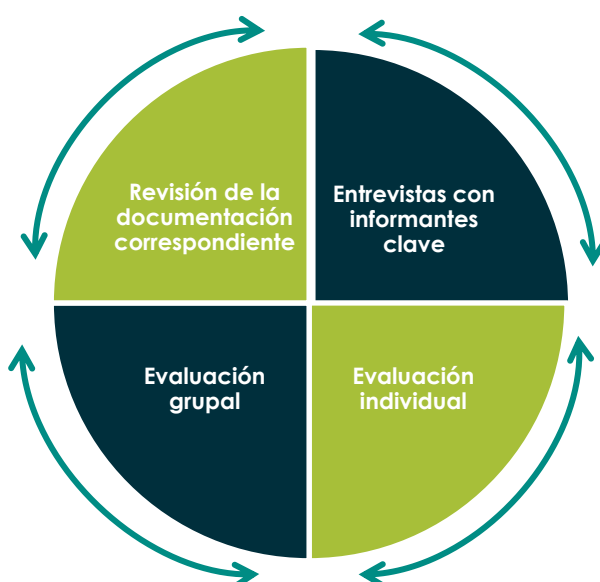 Revisión de la
documentación
correspondiente
Entrevistas con
informantes
clave
Evaluación
grupal
Evaluación
individual